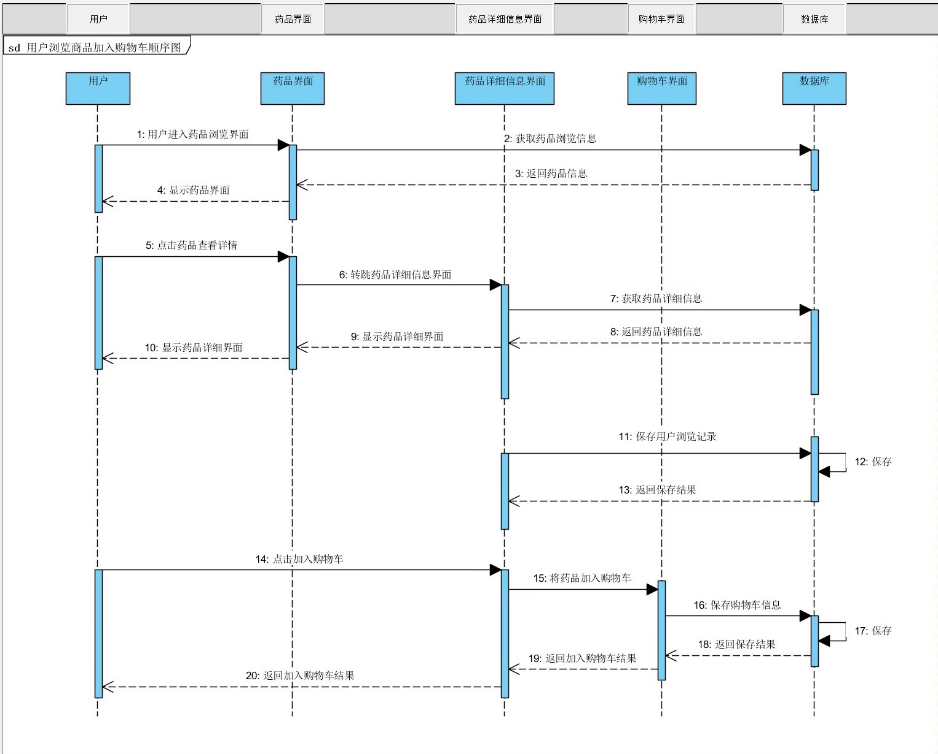 用户
药品界面
药品详细信息界面
购物车界面
数据库
sd 用户浏览商品加入购物车顺序图
用户
药品界面
药品详细信息界面
购物车界面
数据库
1: 用户进入药品浏览界面
2: 获取药品浏览信息
3: 返回药品信息
4: 显示药品界面
5: 点击药品查看详情
6: 转跳药品详细信息界面
7: 获取药品详细信息
8: 返回药品详细信息
9: 显示药品详细界面
10: 显示药品详细界面
11: 保存用户浏览记录
12: 保存
13: 返回保存结果
14: 点击加入购物车
15: 将药品加入购物车
16: 保存购物车信息
17: 保存
18: 返回保存结果
19: 返回加入购物车结果
20: 返回加入购物车结果